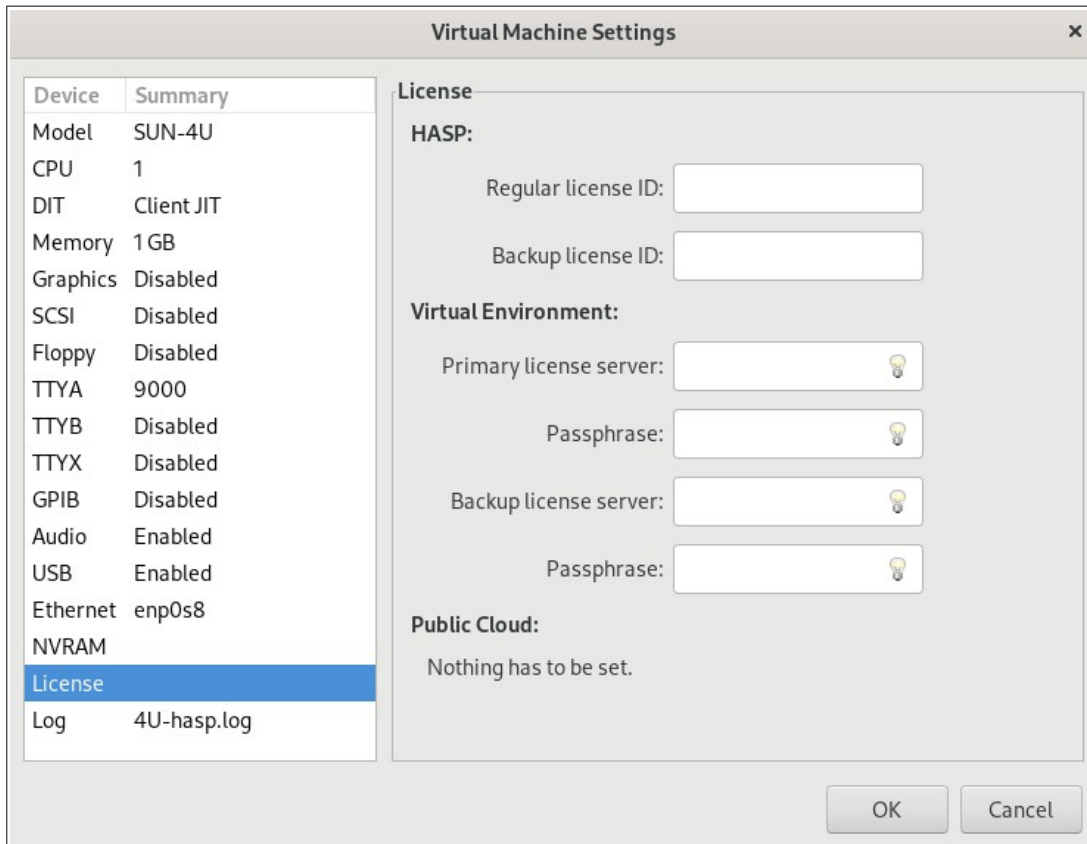 Virtual Machine Settings ×
Device Summary
Model SUN-4U
CPU 1
DIT Client JIT
Memory 1 GB
Graphics Disabled
SCSI Disabled
Floppy Disabled
TTYA 9000
TTYB Disabled
TTYX Disabled
GPIB Disabled
Audio Enabled
USB Enabled
Ethernet enp0s8
NVRAM
License
Log 4U-hasp.log
License
HASP:
Regular license ID:
Backup license ID:
Virtual Environment:
Primary license server:
Passphrase:
Backup license server:
Passphrase:
Public Cloud:
Nothing has to be set.
OK Cancel